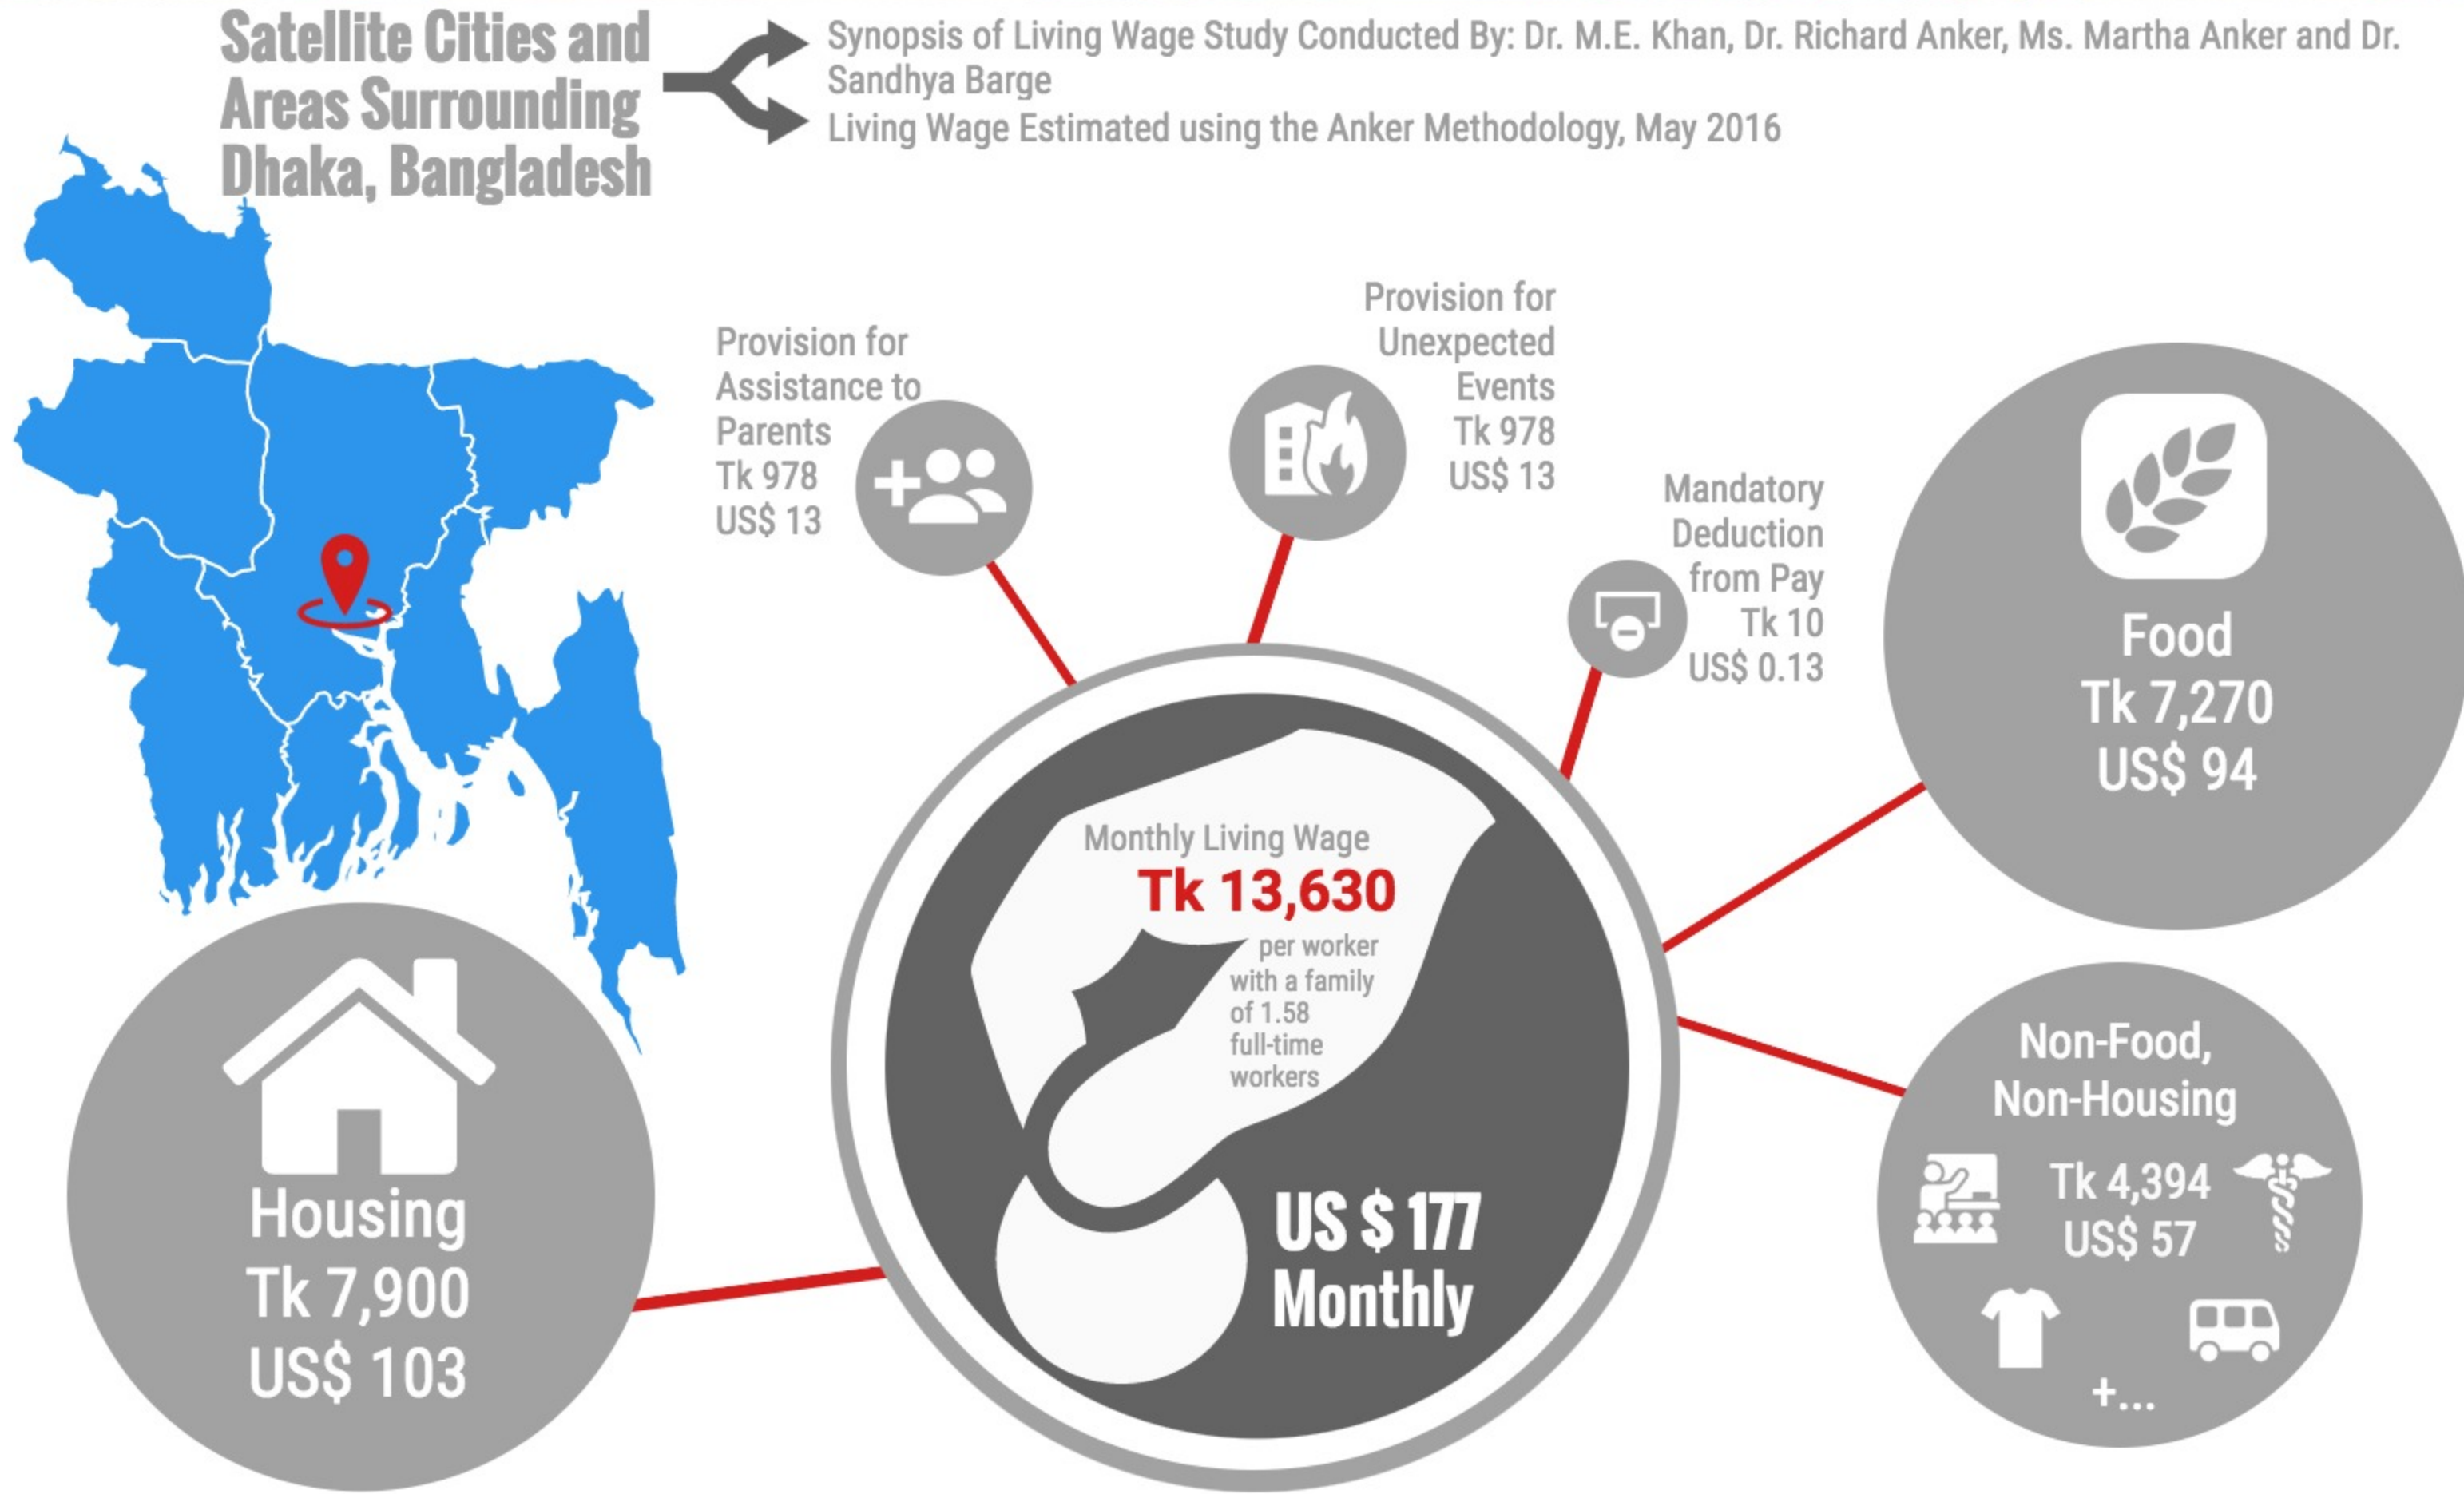 Satellite Cities and
Areas Surrounding
Dhaka, Bangladesh
Synopsis of Living Wage Study Conducted By: Dr. M.E. Khan, Dr. Richard Anker, Ms. Martha Anker and Dr.
Sandhya Barge
Living Wage Estimated using the Anker Methodology, May 2016
Provision for
Assistance to
Parents
Tk 978
US$ 13
Provision for
Unexpected
Events
Tk 978
US$ 13
Mandatory
Deduction
from Pay
Tk 10
US$ 0.13
Food
Tk 7,270
US$ 94
Monthly Living Wage
Tk 13,630
per worker
with a family
of 1.58
full-time
workers
US $ 177
Monthly
Housing
Tk 7,900
US$ 103
Non-Food,
Non-Housing
Tk 4,394
US$ 57
+...